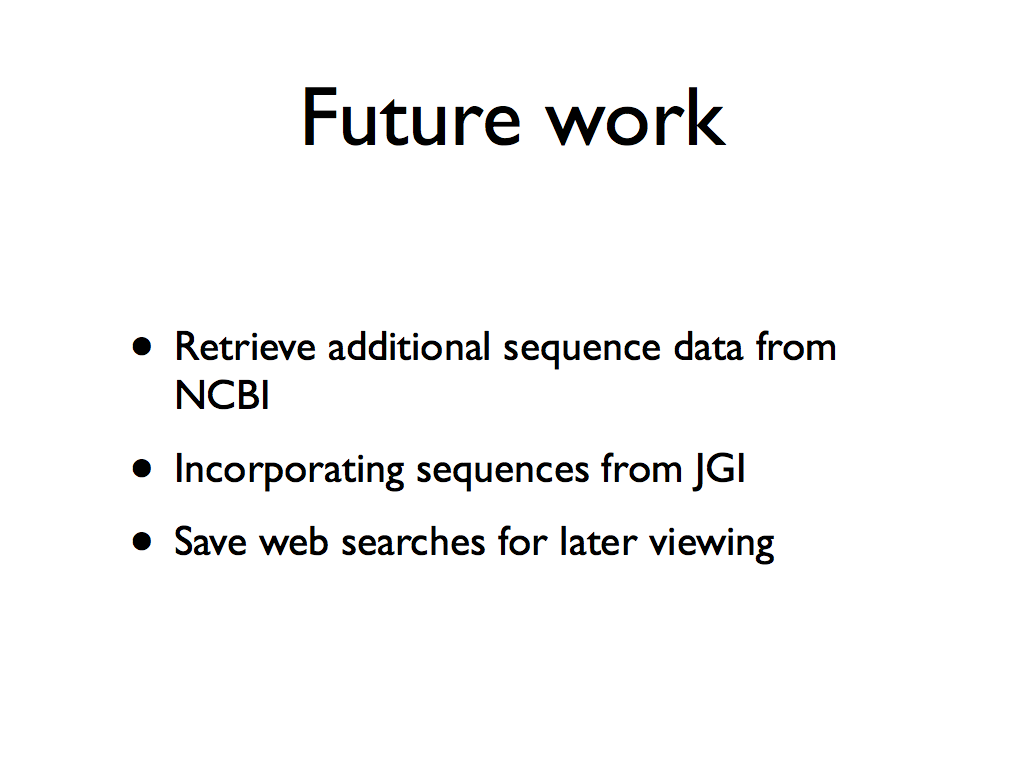 Future work
• Retrieve additional sequence data from
NCBI
• Incorporating sequences from JGI
• Save web searches for later viewing